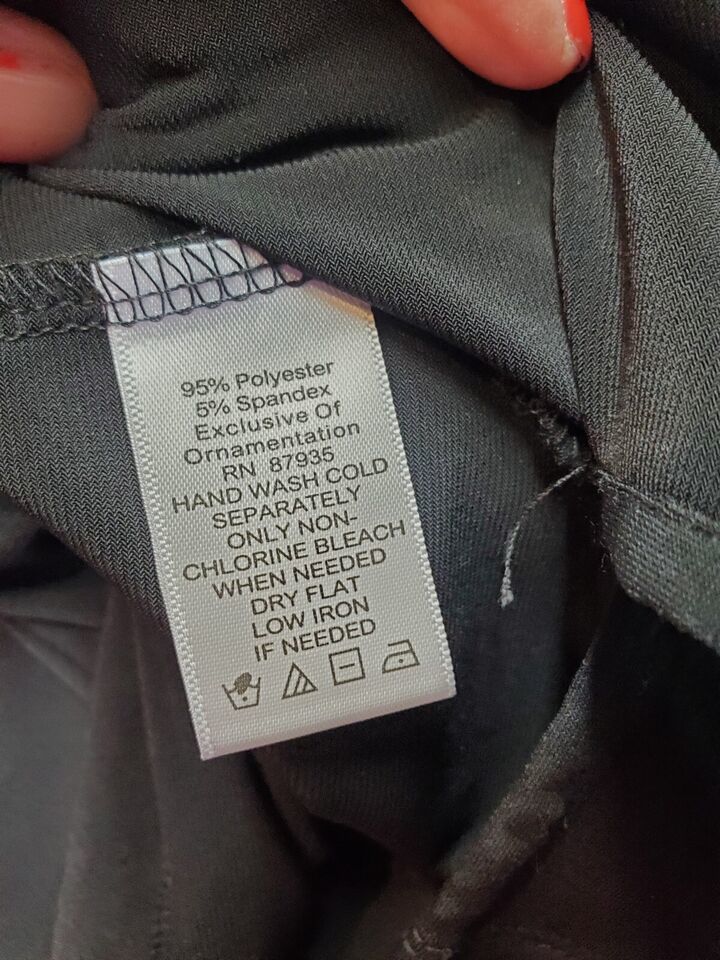 95% Polyester
5% Spandex
Exclusive Of
Ornamentation
RN 87935
HAND WASH COLD
SEPARATELY
ONLY NON-
CHLORINE BLEACH
WHEN NEEDED
DRY FLAT
LOW IRON
IF NEEDED